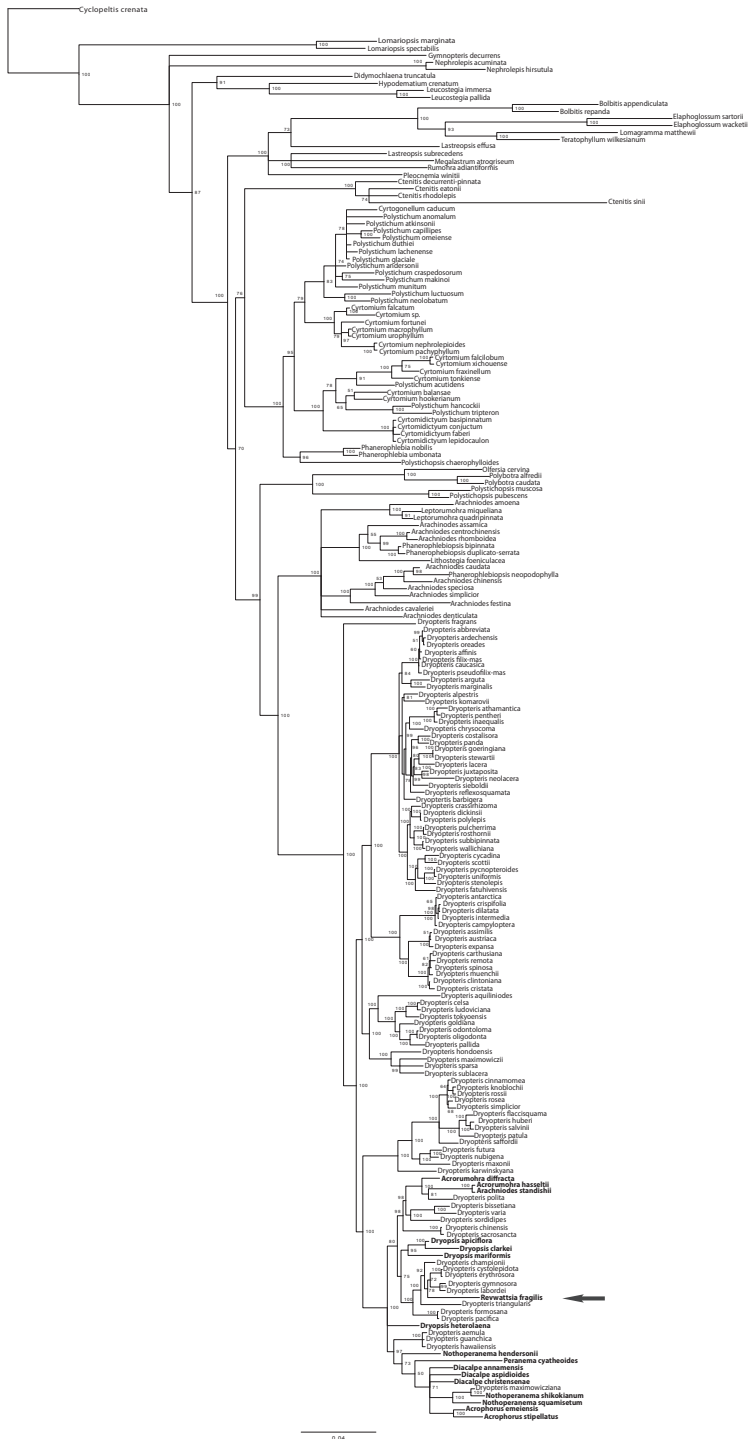 Cyclopeltis crenata
Lomariopsis marginata
Lomariopsis spectabilis
Gymnopteris decurrens
Nephrolepis acuminata
Nephrolepis hirsutula
Didymochlaena truncatula
Hypodematium crenatum
Leucostegia immersa
Leucostegia pallida
Bolbitis appendiculata
Bolbitis repanda
Elaphoglossum sartorii
Elaphoglossum wacketii
Lomagramma matthewii
Teratophyllum wilkesianum
Lastreopsis effusa
Lastreopsis subrecedens
Megalastrum atrogriseum
Rumohra adiantiformis
Pleocnemia winitii
Ctenitis decurrenti-pinnata
Ctenitis eatonii
Ctenitis rhodolepis
Ctenitis sinii
Cyrtogonellum caducum
Polystichum anomalum
Polystichum atkinsonii
Polystichum capillipes
Polystichum omeiense
Polystichum duthiei
Polystichum lachenense
Polystichum glaciale
Polystichum andersonii
Polystichum craspedosorum
Polystichum makinoi
Polystichum munitum
Polystichum luctuosum
Polystichum neolobatum
Cyrtomium falcatum
Cyrtomium sp.
Cyrtomium fortunei
Cyrtomium macrophyllum
Cyrtomium urophyllum
Cyrtomium nephrolepioides
Cyrtomium pachyphyllum
Cyrtomium falcilobum
Cyrtomium xichouense
Cyrtomium fraxinellum
Cyrtomium tonkiense
Polystichum acutidens
Cyrtomium balansae
Cyrtomium hookerianum
Polystichum hancockii
Polystichum tripteron
Cyrtomidictyum basipinnatum
Cyrtomidictyum conjuctum
Cyrtomidictyum faberi
Cyrtomidictyum lepidocaulon
Phanerophlebia nobilis
Phanerophlebia umbonata
Polystichopsis chaerophylloides
Olfersia cervina
Polybotra alfredii
Polybotra caudata
Polystichopsis muscosa
Polystichopsis pubescens
Arachniodes amoena
Leptorumohra miqueliana
Leptorumohra quadripinnata
Arachinodes assamica
Arachniodes centrochinensis
Arachniodes rhomboidea
Phanerophlebiopsis bipinnata
Phanerophebiopsis duplicato-serrata
Lithostegia foeniculacea
Arachniodes caudata
Phanerophlebiopsis neopodophylla
Arachniodes chinensis
Arachniodes speciosa
Arachniodes simplicior
Arachniodes festina
Arachniodes cavaleriei
Arachniodes denticulata
Dryopteris fragrans
Dryopteris abbreviata
Dryopteris ardechensis
Dryopteris oreades
Dryopteris affinis
Dryopteris filix-mas
Dryopteris caucasica
Dryopteris pseudofilix-mas
Dryopteris arguta
Dryopteris marginalis
Dryopteris alpestris
Dryopteris komarovii
Dryopteris athamantica
Dryopteris pentheri
Dryopteris inaequalis
Dryopteris chrysocoma
Dryopteris costalisora
Dryopteris panda
Dryopteris goeringiana
Dryopteris stewartii
Dryopteris lacera
Dryopteris juxtaposita
Dryopteris neolacera
Dryopteris sieboldii
Dryopteris reflexosquamata
Dryoptertis barbigera
Dryopteris crassirhizoma
Dryopteris dickinsii
Dryopteris polylepis
Dryopteris pulcherrima
Dryopteris rosthornii
Dryopteris subbipinnata
Dryopteris wallichiana
Dryopteris cycadina
Dryopteris scottii
Dryopteris pycnopteroides
Dryopteris uniformis
Dryopteris stenolepis
Dryopteris fatuhivensis
Dryopteris antarctica
Dryopteris crispifolia
Dryopteris dilatata
Dryopteris intermedia
Dryopteris campyloptera
Dryopteris assimilis
Dryopteris austriaca
Dryopteris expansa
Dryopteris carthusiana
Dryopteris remota
Dryopteris spinosa
Dryopteris muenchii
Dryopteris clintoniana
Dryopteris cristata
Dryopteris aquiliniodes
Dryopteris celsa
Dryopteris ludoviciana
Dryopteris tokyoensis
Dryopteris goldiana
Dryopteris odontoloma
Dryopteris oligodonta
Dryopteris pallida
Dryopteris hondoensis
Dryopteris maximowiczii
Dryopteris sparsa
Dryopteris sublacera
Dryopteris cinnamomea
Dryopteris knoblochii
Dryopteris rossii
Dryopteris rosea
Dryopteris simplicior
Dryopteris flaccisquama
Dryopteris huberi
Dryopteris salvinii
Dryopteris patula
Dryopteris saffordii
Dryopteris futura
Dryopteris nubigena
Dryopteris maxonii
Dryopteris karwinskyana
Acrorumohra diffracta
Acrorumohra hasseltii
Arachniodes standishii
Dryopteris polita
Dryopteris bissetiana
Dryopteris varia
Dryopteris sordidipes
Dryopteris chinensis
Dryopteris sacrosancta
Dryopsis apiciflora
Dryopsis clarkei
Dryopsis mariformis
Dryopteris championii
Dryopteris cystolepidota
Dryopteris erythrosora
Dryopteris gymnosora
Dryopteris labordei
Revwattsia fragilis
Dryopteris triangularis
Dryopteris formosana
Dryopteris pacifica
Dryopsis heterolaena
Dryopteris aemula
Dryopteris guanchica
Dryopteris hawaiiensis
Nothoperanema hendersonii
Peranema cyatheoides
Diacalpe annamensis
Diacalpe aspidioides
Diacalpe christensenae
Dryopteris maximowicziana
Nothoperanema shikokianum
Nothoperanema squamisetum
Acrophorus emeiensis
Acrophorus stipellatus
0.04